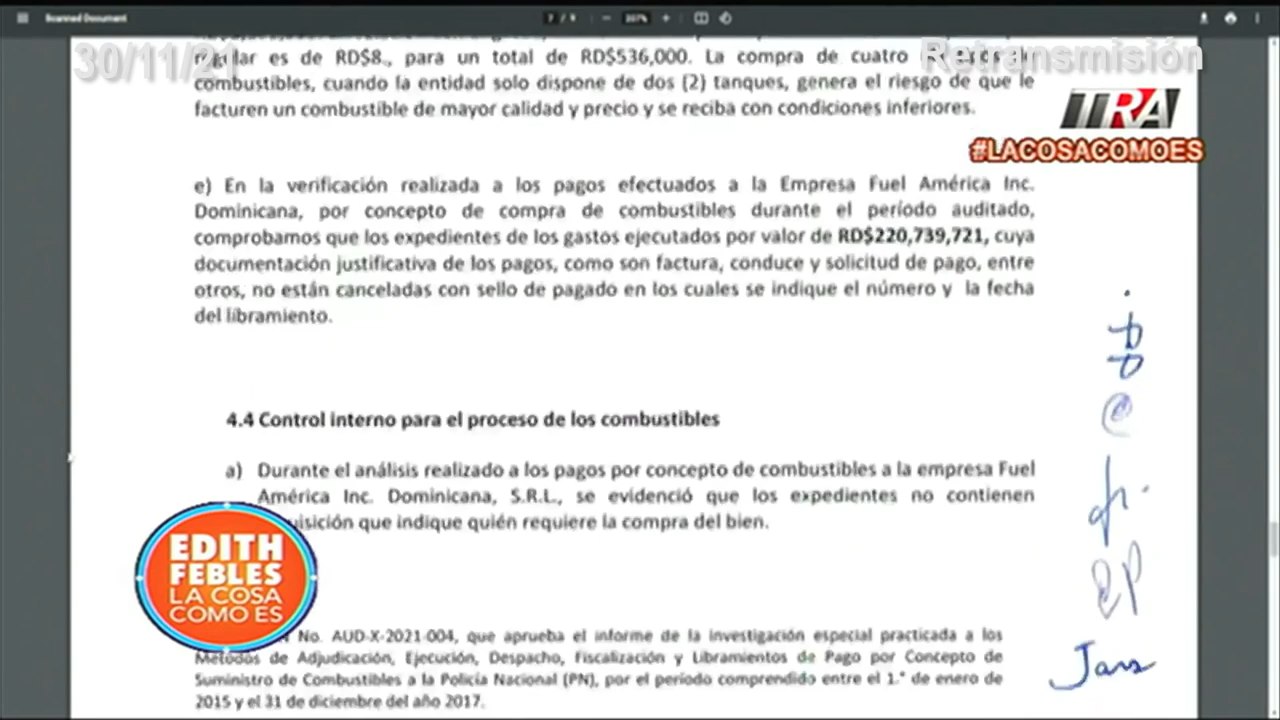 Scanned Document
7 / 9
207%
30/11/21
Retransmisión
regular es de RD$8., para un total de RD$536,000. La compra de cuatro
combustibles, cuando la entidad solo dispone de dos (2) tanques, genera el riesgo de que le
facturen un combustible de mayor calidad y precio y se reciba con condiciones inferiores.
TRA
#LACOSACOMOES
e) En la verificación realizada a los pagos efectuados a la Empresa Fuel América Inc.
Dominicana, por concepto de compra de combustibles durante el período auditado,
comprobamos que los expedientes de los gastos ejecutados por valor de RD$220,739,721, cuya
documentación justificativa de los pagos, como son factura, conduce y solicitud de pago, entre
otros, no están canceladas con sello de pagado en los cuales se indique el número y la fecha
del libramiento.
4.4 Control interno para el proceso de los combustibles
a) Durante el análisis realizado a los pagos por concepto de combustibles a la empresa Fuel
América Inc. Dominicana, S.R.L., se evidenció que los expedientes no contienen
uisición que indique quién requiere la compra del bien.
EDITH
FEBLES
LA COSA
COMO ES
No. AUD-X-2021-004, que aprueba el informe de la investigación especial practicada a los
Métodos de Adjudicación, Ejecución, Despacho, Fiscalización y Libramientos de Pago por Concepto de
Suministro de Combustibles a la Policía Nacional (PN), por el período comprendido entre el 1.° de enero de
2015 y el 31 de diciembre del año 2017.